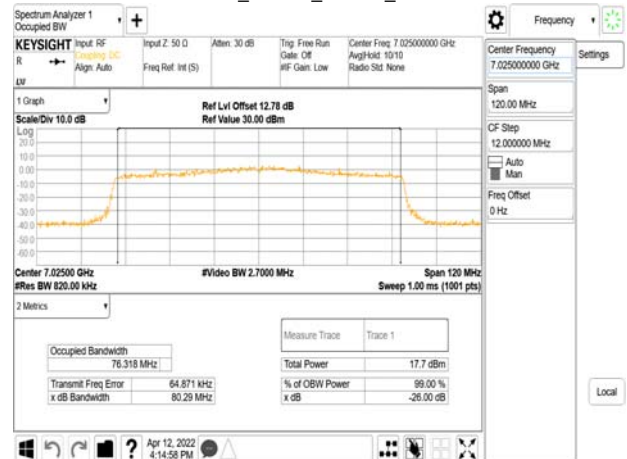 Spectrum Analyzer 1
Occupied BW
Frequency
KEYSIGHT
Input: RF
Coupling: DC
Align: Auto
Input Z: 50 Ω
Freq Ref: Int (S)
Atten: 30 dB
Trig: Free Run
Gate: Off
#IF Gain: Low
Center Freq: 7.025000000 GHz
Avg|Hold: 10/10
Radio Std: None
R
LVI
Center Frequency
7.025000000 GHz
Settings
Span
120.00 MHz
CF Step
12.000000 MHz
Auto
Man
Freq Offset
0 Hz
Local
1 Graph
Scale/Div 10.0 dB
Ref Lvl Offset 12.78 dB
Ref Value 30.00 dBm
Log
20.0
10.0
0.00
-10.0
-20.0
-30.0
-40.0
-50.0
-60.0
Center 7.02500 GHz
#Video BW 2.7000 MHz
Span 120 MHz
#Res BW 820.00 kHz
Sweep 1.00 ms (1001 pts)
2 Metrics
Measure Trace
Trace 1
Occupied Bandwidth
76.318 MHz
Total Power
17.7 dBm
Transmit Freq Error
64.871 kHz
% of OBW Power
99.00 %
x dB Bandwidth
80.29 MHz
x dB
-26.00 dB
?
Apr 12, 2022
4:14:58 PM